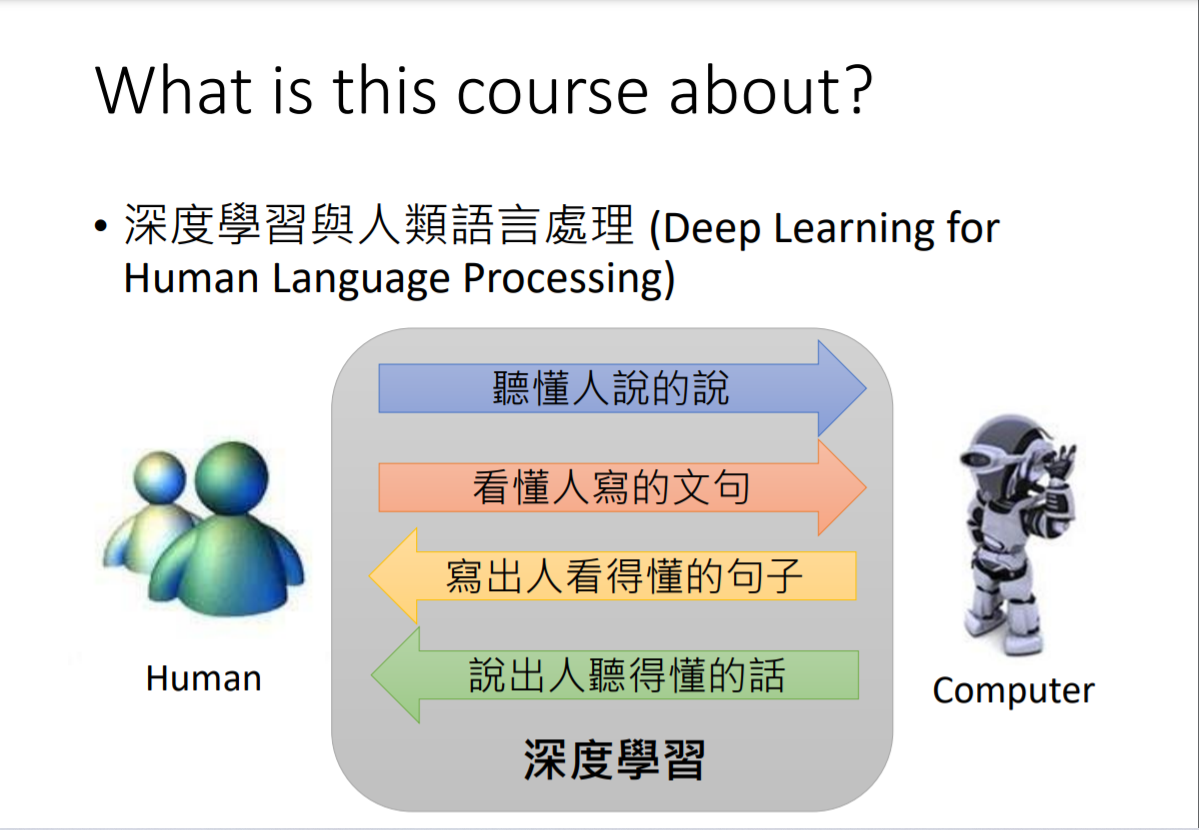 What is this course about?
• 深度學習與人類語言處理 (Deep Learning for
Human Language Processing)
聽懂人說的說
看懂人寫的文句
寫出人看得懂的句子
說出人聽得懂的話
Human
Computer
深度學習